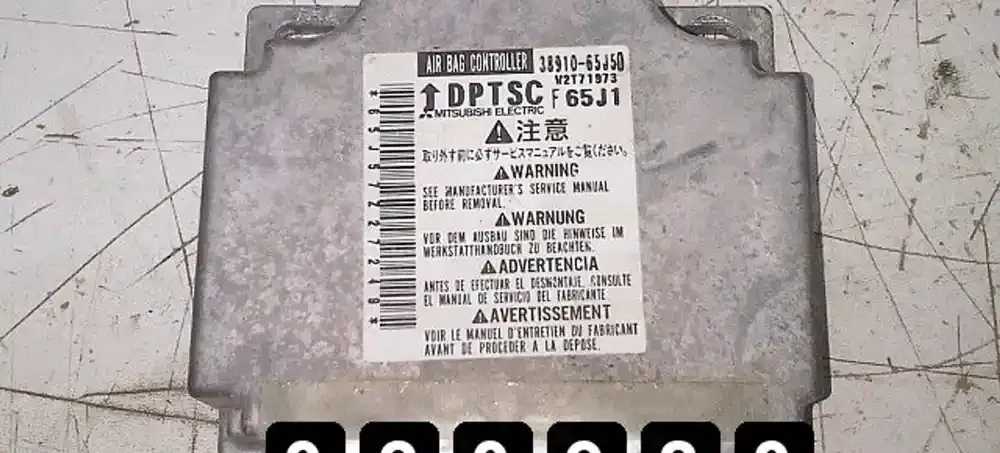 AIR BAG CONTROLLER 38910-65J50
V2T71973
DPTSC F 65J1
MITSUBISHI ELECTRIC
注意
取り外す前に必ずサービスマニュアルをご覧ください。
WARNING
SEE MANUFACTURER'S SERVICE MANUAL
BEFORE REMOVAL.
WARNUNG
VOR DEM AUSBAU SIND DIE HINWEISE IM
WERKSTATTHANDBUCH ZU BEACHTEN.
ADVERTENCIA
ANTES DE EFECTUAR EL DESMONTAJE, CONSULTE
EL MANUAL DE SERVICIO DEL FABRICANTE
AVERTISSEMENT
VOIR LE MANUEL D'ENTRETIEN DU FABRICANT
AVANT DE PROCEDER A LA DEPOSE.